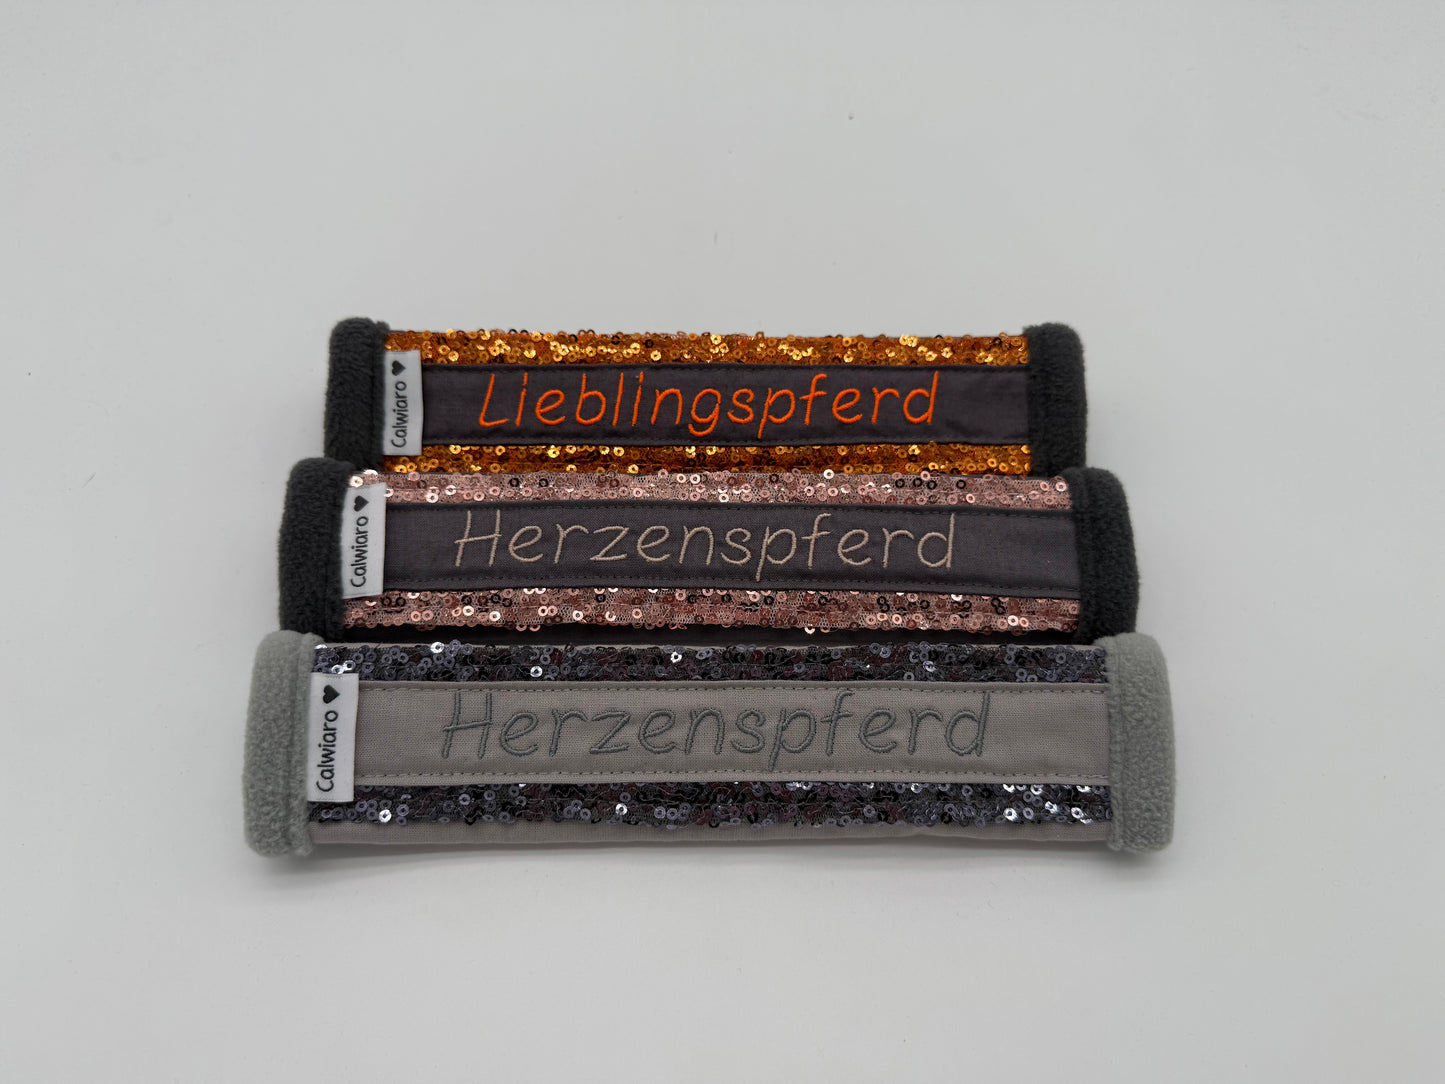 Calwiaro ♥
Lieblingspferd
Calwiaro ♥
Herzenspferd
Calwiaro ♥
Herzenspferd